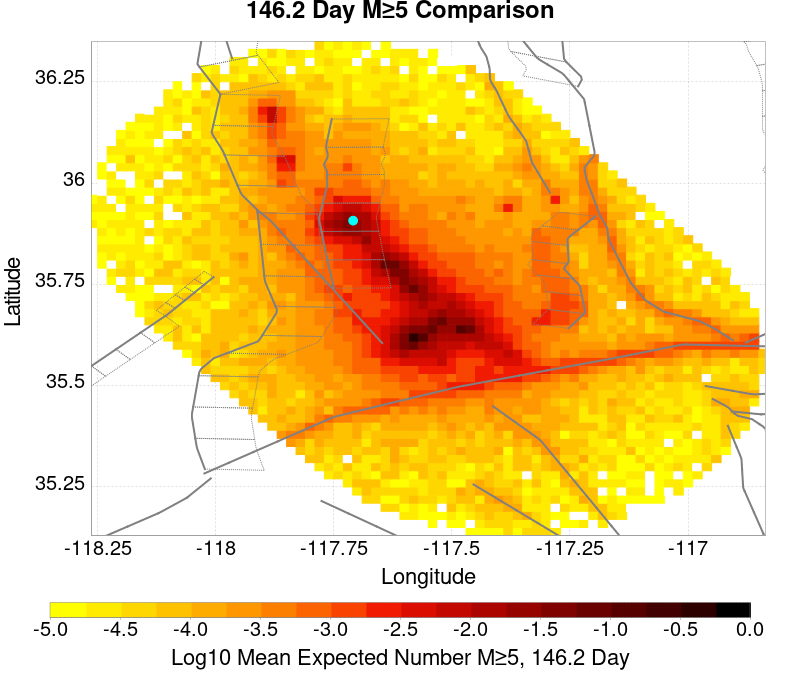 146.2 Day M≥5 Comparison
36.25
36
35.75
35.5
35.25
Latitude
-118.25 -118 -117.75 -117.5 -117.25 -117
Longitude
-5.0 -4.5 -4.0 -3.5 -3.0 -2.5 -2.0 -1.5 -1.0 -0.5 0.0
Log10 Mean Expected Number M≥5, 146.2 Day